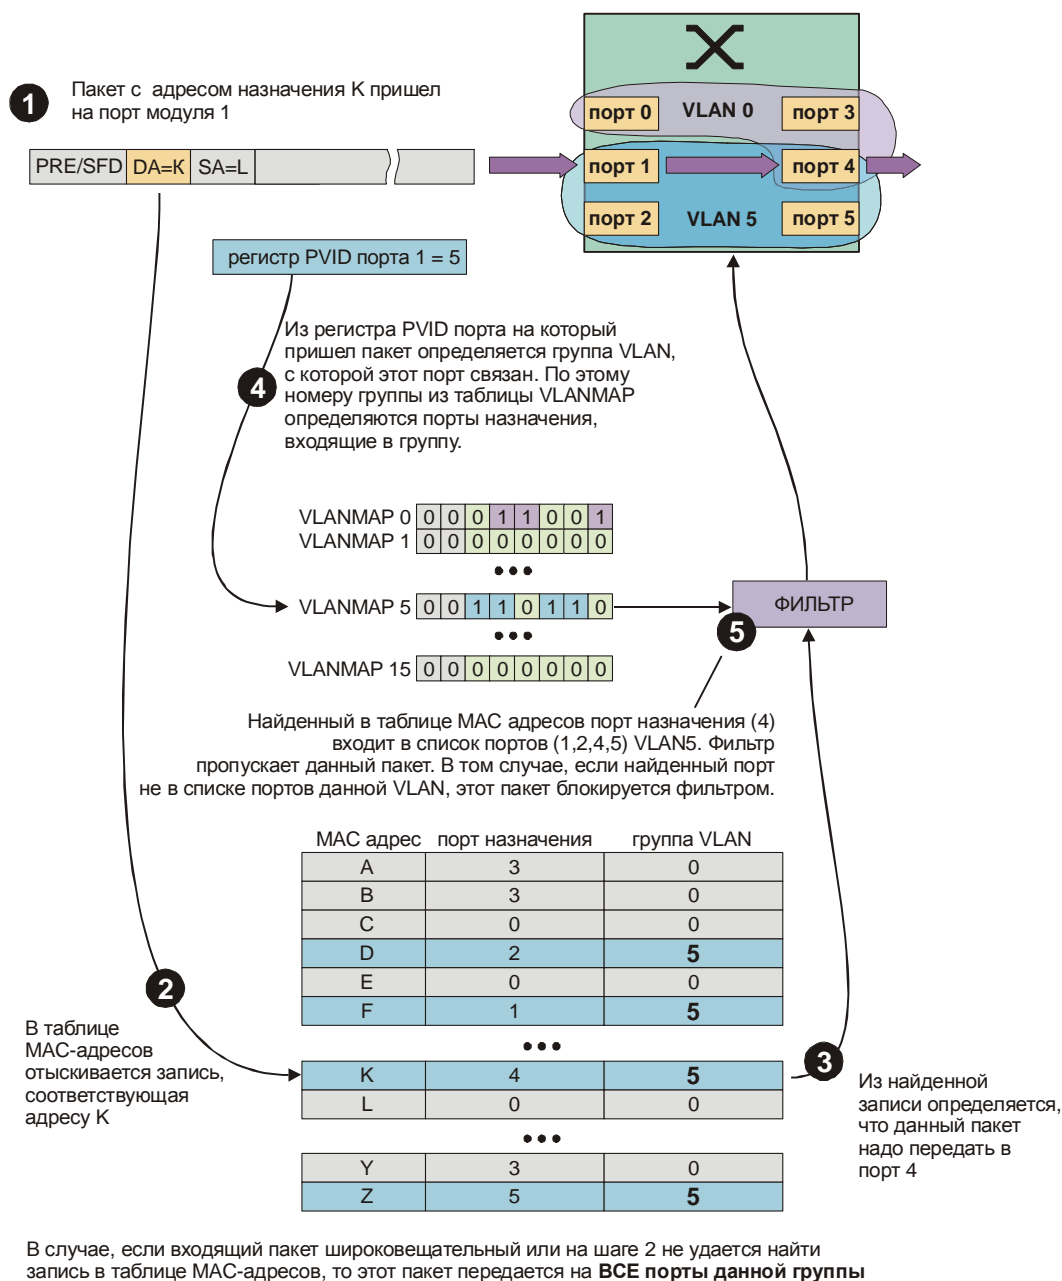 1
Пакет с адресом назначения K пришел
на порт модуля 1
PRE/SFD DA=K SA=L
порт 0 VLAN 0 порт 3
порт 1 порт 4
порт 2 VLAN 5 порт 5
регистр PVID порта 1 = 5
4
Из регистра PVID порта на который
пришел пакет определяется группа VLAN,
с которой этот порт связан. По этому
номеру группы из таблицы VLANMAP
определяются порты назначения,
входящие в группу.
VLANMAP 0 0 0 0 1 1 0 0 1
VLANMAP 1 0 0 0 0 0 0 0 0
VLANMAP 5 0 0 1 1 0 1 1 0
VLANMAP 15 0 0 0 0 0 0 0 0
ФИЛЬТР
5
Найденный в таблице MAC адресов порт назначения (4)
входит в список портов (1,2,4,5) VLAN5. Фильтр
пропускает данный пакет. В том случае, если найденный порт
не в списке портов данной VLAN, этот пакет блокируется фильтром.
MAC адрес порт назначения группа VLAN
A 3 0
B 3 0
C 0 0
D 2 5
E 0 0
F 1 5
K 4 5
L 0 0
Y 3 0
Z 5 5
2
В таблице
MAC-адресов
отыскивается запись,
соответствующая
адресу K
3
Из найденной
записи определяется,
что данный пакет
надо передать в
порт 4
В случае, если входящий пакет широковещательный или на шаге 2 не удается найти
запись в таблице MAC-адресов, то этот пакет передается на ВСЕ порты данной группы